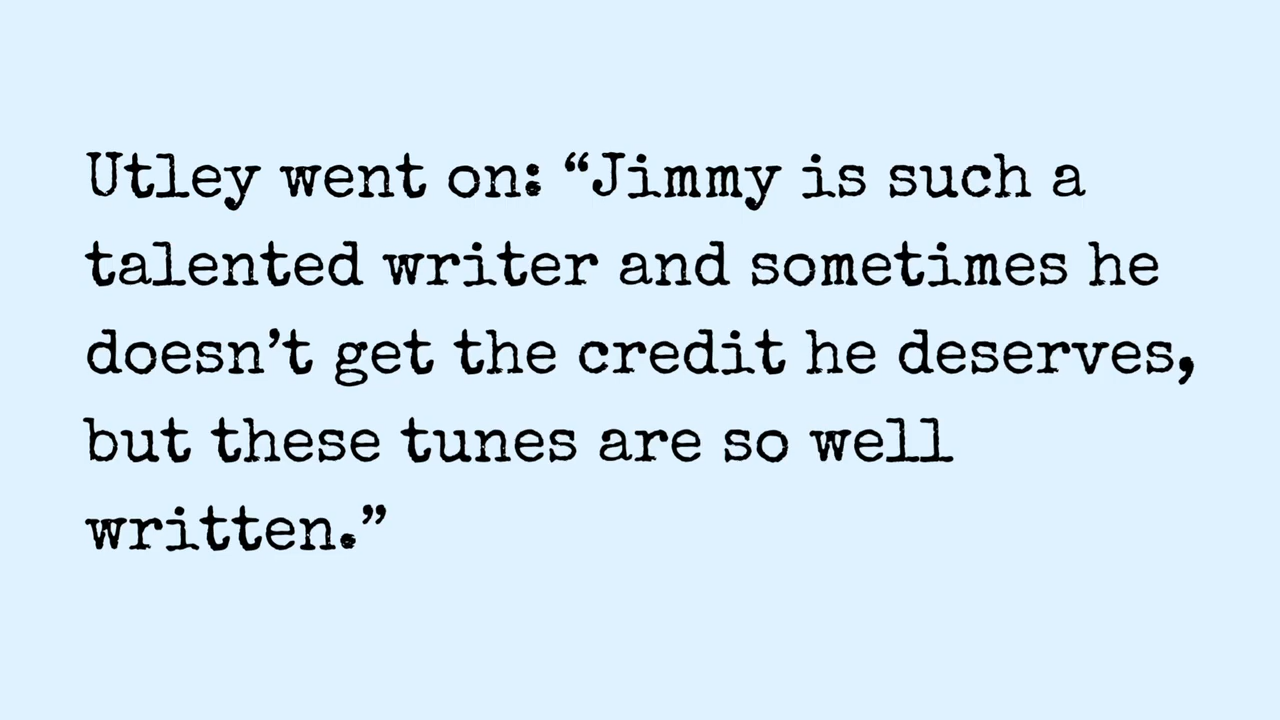 Utley went on: “Jimmy is such a
talented writer and sometimes he
doesn’t get the credit he deserves,
but these tunes are so well
written.”